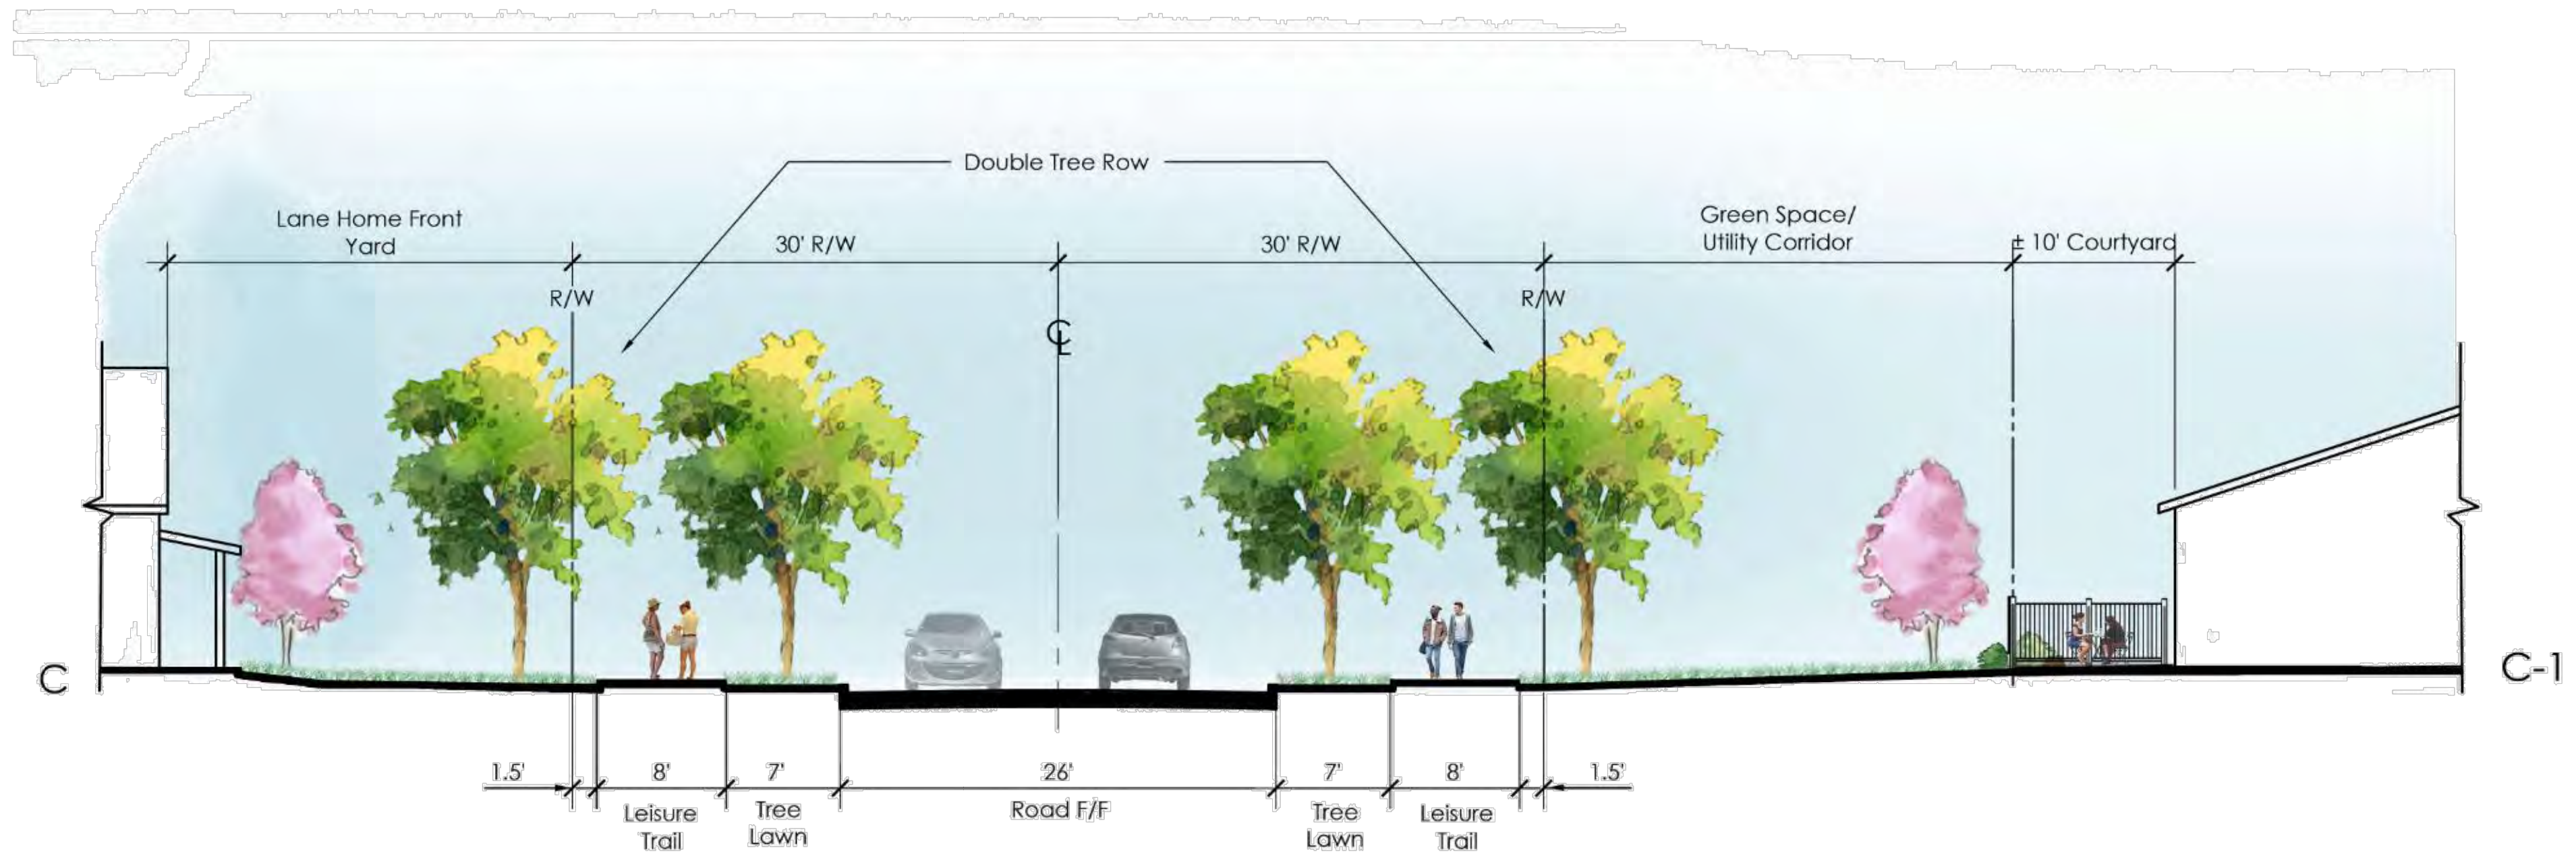 Double Tree Row
Lane Home Front
Yard
30' R/W
30' R/W
Green Space/
Utility Corridor
± 10' Courtyard
R/W
R/W
CL
C
C-1
1.5'
8'
7'
26'
7'
8'
1.5'
Leisure
Trail
Tree
Lawn
Road F/F
Tree
Lawn
Leisure
Trail